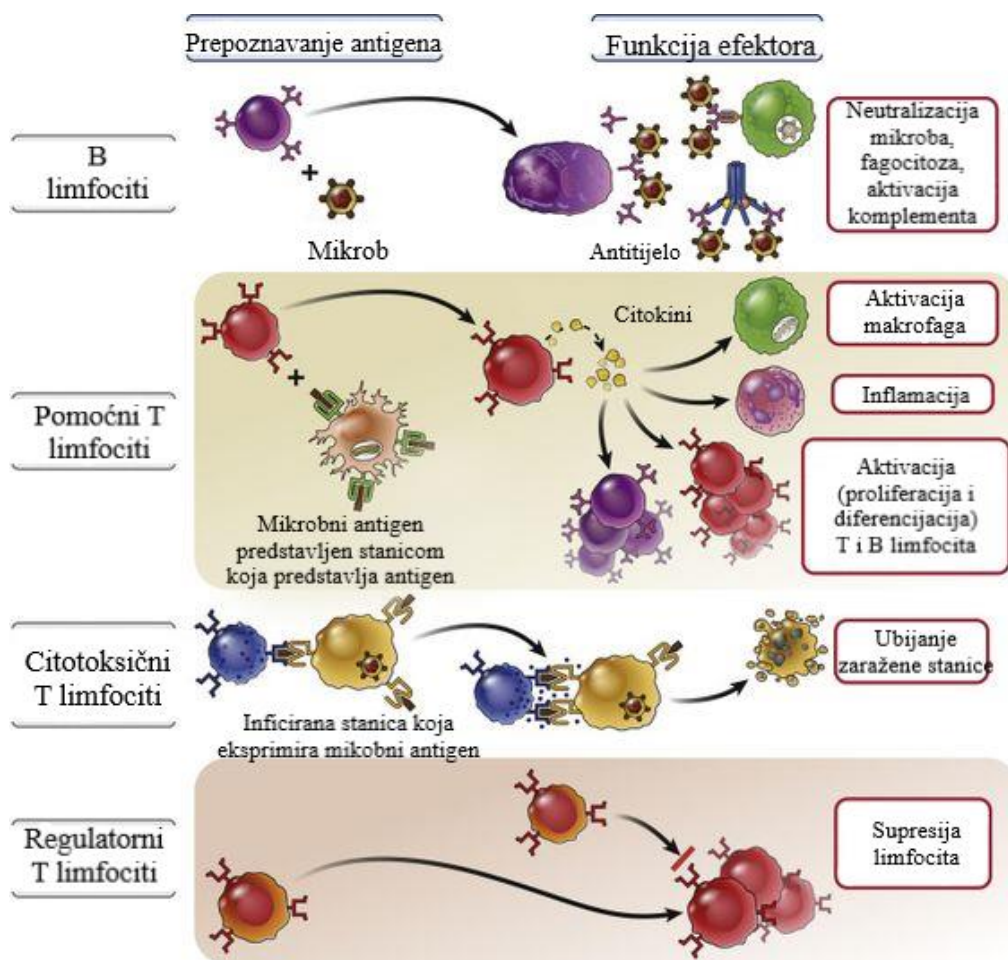 Prepoznavanje antigena
Funkcija efektora
B
limfociti
+
Mikrob
Antitijelo
Neutralizacija
mikroba,
fagocitoza,
aktivacija
komplementa
Pomoćni T
limfociti
+
Mikrobni antigen
predstavljen stanicom
koja predstavlja antigen
Citokini
Aktivacija
makrofaga
Inflamacija
Aktivacija
(proliferacija i
diferencijacija)
T i B limfocita
Citotoksični
T limfociti
Inficirana stanica koja
eksprimira mikobni antigen
Ubijanje
zaražene stanice
Regulatorni
T limfociti
Supresija
limfocita